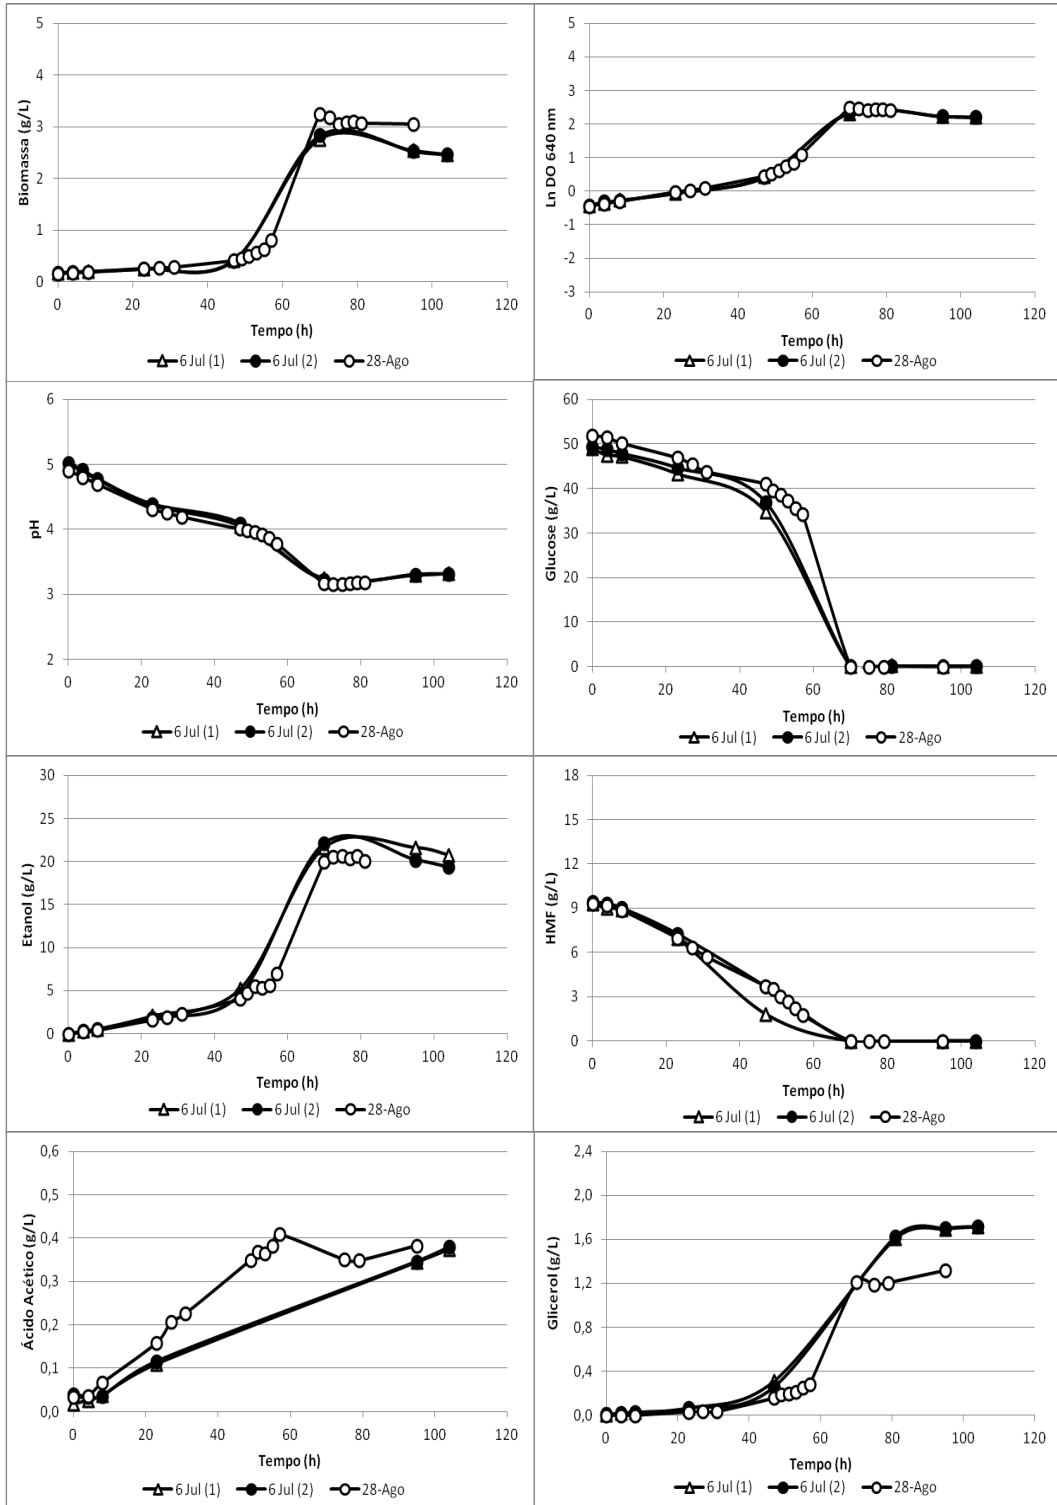 Biomassa (g/L)
5
4
3
2
1
0
0 20 40 60 80 100 120
Tempo (h)
6 Jul (1) 6 Jul (2) 28-Ago
Ln DO 640 nm
5
4
3
2
1
0
-1
-2
-3
0 20 40 60 80 100 120
Tempo (h)
6 Jul (1) 6 Jul (2) 28-Ago
pH
6
5
4
3
2
0 20 40 60 80 100 120
Tempo (h)
6 Jul (1) 6 Jul (2) 28-Ago
Glucose (g/L)
60
50
40
30
20
10
0
0 20 40 60 80 100 120
Tempo (h)
6 Jul (1) 6 Jul (2) 28-Ago
Etanol (g/L)
30
25
20
15
10
5
0
0 20 40 60 80 100 120
Tempo (h)
6 Jul (1) 6 Jul (2) 28-Ago
HMF (g/L)
18
15
12
9
6
3
0
0 20 40 60 80 100 120
Tempo (h)
6 Jul (1) 6 Jul (2) 28-Ago
Ácido Acético (g/L)
0,6
0,5
0,4
0,3
0,2
0,1
0,0
0 20 40 60 80 100 120
Tempo (h)
6 Jul (1) 6 Jul (2) 28-Ago
Glicerol (g/L)
2,4
2,0
1,6
1,2
0,8
0,4
0,0
0 20 40 60 80 100 120
Tempo (h)
6 Jul (1) 6 Jul (2) 28-Ago